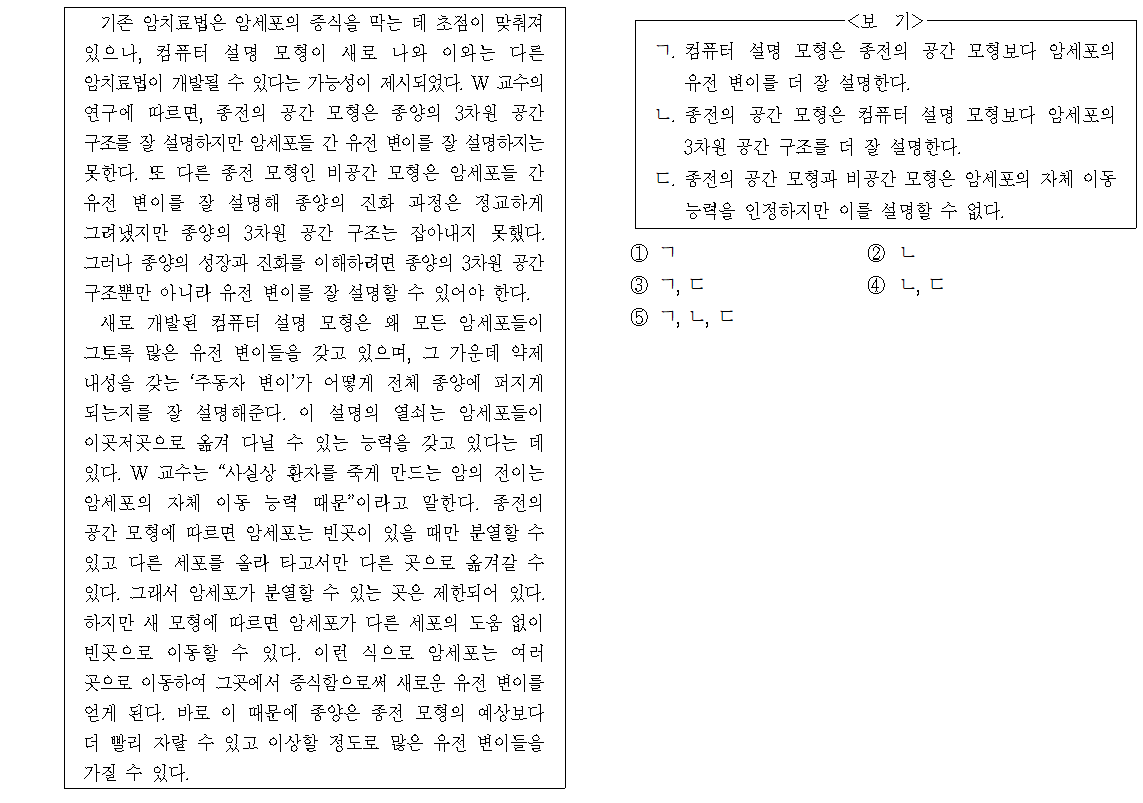 기존 암치료법은 암세포의 증식을 막는 데 초점이 맞춰져
있으나, 컴퓨터 설명 모형이 새로 나와 이와는 다른
암치료법이 개발될 수 있다는 가능성이 제시되었다. W 교수의
연구에 따르면, 종전의 공간 모형은 종양의 3차원 공간
구조를 잘 설명하지만 암세포들 간 유전 변이를 잘 설명하지는
못한다. 또 다른 종전 모형인 비공간 모형은 암세포들 간
유전 변이를 잘 설명해 종양의 진화 과정은 정교하게
그려냈지만 종양의 3차원 공간 구조는 잡아내지 못했다.
그러나 종양의 성장과 진화를 이해하려면 종양의 3차원 공간
구조뿐만 아니라 유전 변이를 잘 설명할 수 있어야 한다.
새로 개발된 컴퓨터 설명 모형은 왜 모든 암세포들이
그토록 많은 유전 변이들을 갖고 있으며, 그 가운데 약제
내성을 갖는 ‘주동자 변이’가 어떻게 전체 종양에 퍼지게
되는지를 잘 설명해준다. 이 설명의 열쇠는 암세포들이
이곳저곳으로 옮겨 다닐 수 있는 능력을 갖고 있다는 데
있다. W 교수는 “사실상 환자를 죽게 만드는 암의 전이는
암세포의 자체 이동 능력 때문”이라고 말한다. 종전의
공간 모형에 따르면 암세포는 빈곳이 있을 때만 분열할 수
있고 다른 세포를 올라 타고서만 다른 곳으로 옮겨갈 수
있다. 그래서 암세포가 분열할 수 있는 곳은 제한되어 있다.
하지만 새 모형에 따르면 암세포가 다른 세포의 도움 없이
빈곳으로 이동할 수 있다. 이런 식으로 암세포는 여러
곳으로 이동하여 그곳에서 증식함으로써 새로운 유전 변이를
얻게 된다. 바로 이 때문에 종양은 종전 모형의 예상보다
더 빨리 자랄 수 있고 이상할 정도로 많은 유전 변이들을
가질 수 있다.
<보 기>
ㄱ. 컴퓨터 설명 모형은 종전의 공간 모형보다 암세포의
유전 변이를 더 잘 설명한다.
ㄴ. 종전의 공간 모형은 컴퓨터 설명 모형보다 암세포의
3차원 공간 구조를 더 잘 설명한다.
ㄷ. 종전의 공간 모형과 비공간 모형은 암세포의 자체 이동
능력을 인정하지만 이를 설명할 수 없다.
① ㄱ ② ㄴ
③ ㄱ, ㄷ ④ ㄴ, ㄷ
⑤ ㄱ, ㄴ, ㄷ